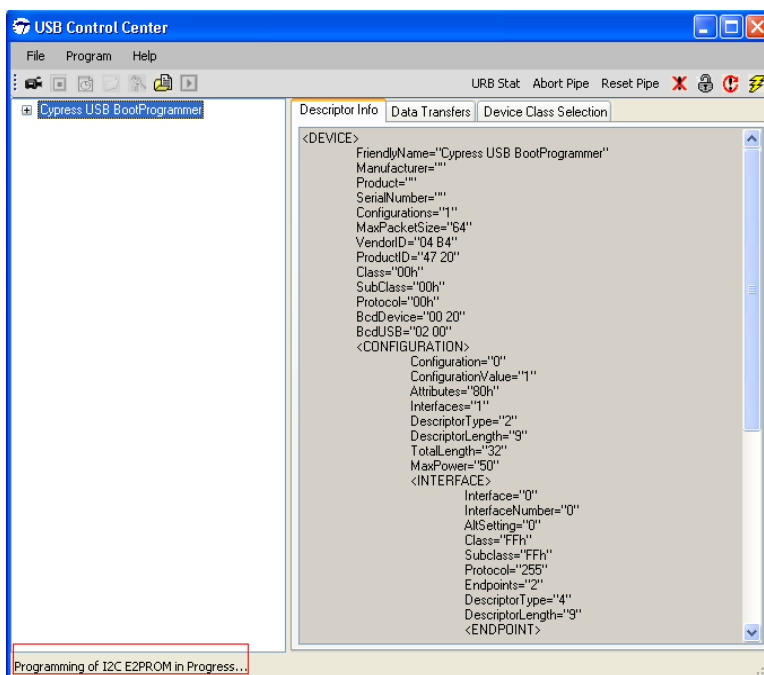 USB Control Center
File Program Help
URB Stat Abort Pipe Reset Pipe
Cypress USB BootProgrammer
Descriptor Info Data Transfers Device Class Selection
<DEVICE>
FriendlyName="Cypress USB BootProgrammer"
Manufacturer=""
Product=""
SerialNumber=""
Configurations="1"
MaxPacketSize="64"
VendorID="04 B4"
ProductID="47 20"
Class="00h"
SubClass="00h"
Protocol="00h"
BcdDevice="00 20"
BcdUSB="02 00"
<CONFIGURATION>
Configuration="0"
ConfigurationValue="1"
Attributes="80h"
Interfaces="1"
DescriptorType="2"
DescriptorLength="9"
TotalLength="32"
MaxPower="50"
<INTERFACE>
Interface="0"
InterfaceNumber="0"
AltSetting="0"
Class="FFh"
Subclass="FFh"
Protocol="255"
Endpoints="2"
DescriptorType="4"
DescriptorLength="9"
<ENDPOINT>
Programming of I2C E2PROM in Progress...